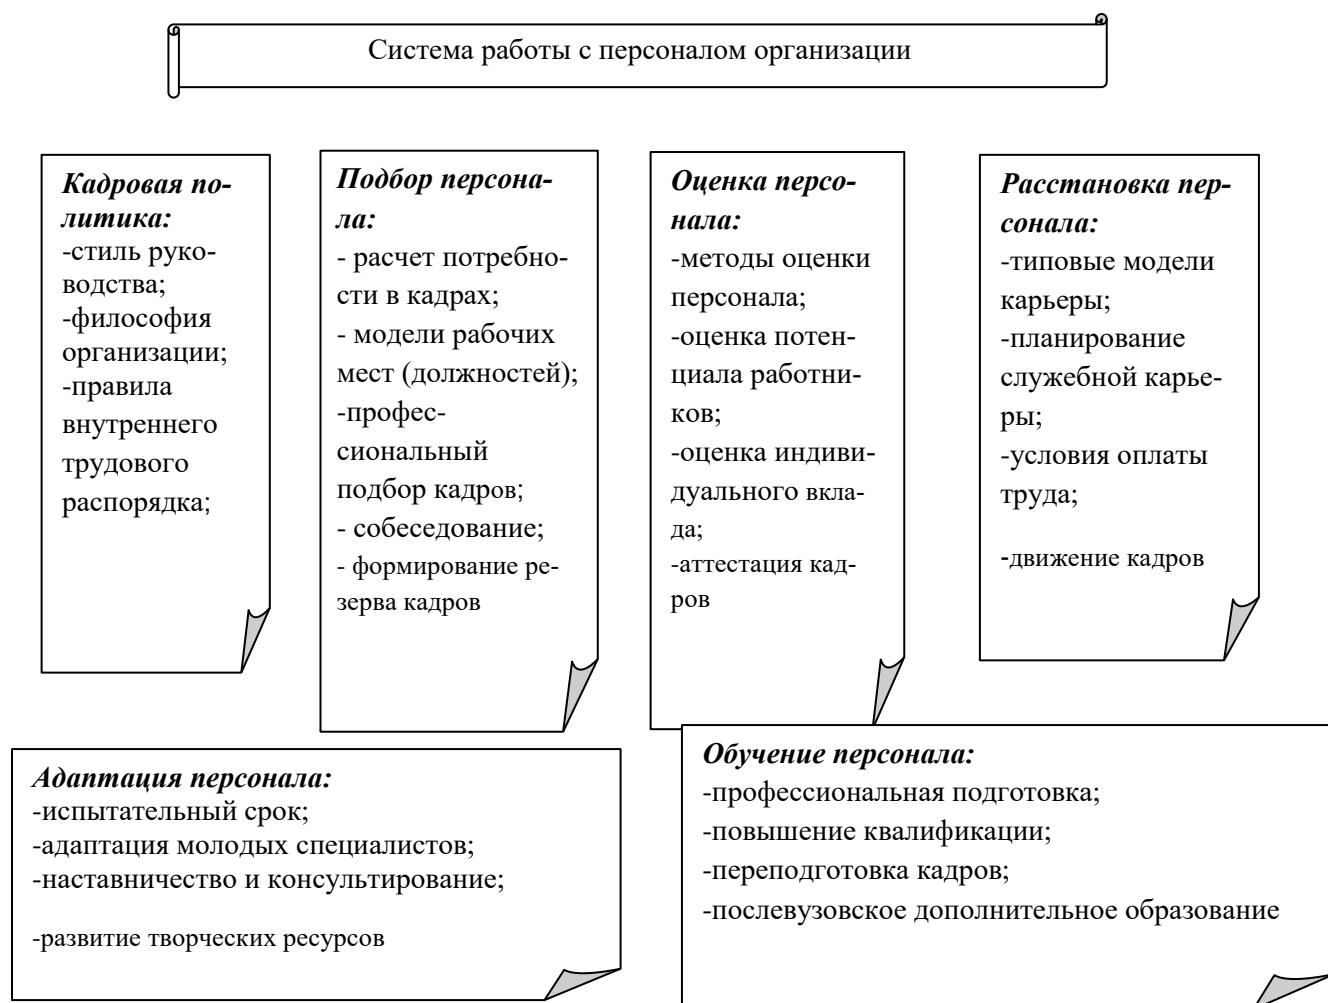 Система работы с персоналом организации
Кадровая по-
литика:
-стиль руко-
водства;
-философия
организации;
-правила
внутреннего
трудового
распорядка;
Подбор персона-
ла:
- расчет потребно-
сти в кадрах;
- модели рабочих
мест (должностей);
-профес-
сиональный
подбор кадров;
- собеседование;
- формирование ре-
зерва кадров
Оценка персо-
нала:
-методы оценки
персонала;
-оценка потен-
циала работни-
ков;
-оценка индиви-
дуального вкла-
да;
-аттестация кад-
ров
Расстановка пер-
сонала:
-типовые модели
карьеры;
-планирование
служебной карье-
ры;
-условия оплаты
труда;
-движение кадров
Адаптация персонала:
-испытательный срок;
-адаптация молодых специалистов;
-наставничество и консультирование;
-развитие творческих ресурсов
Обучение персонала:
-профессиональная подготовка;
-повышение квалификации;
-переподготовка кадров;
-послевузовское дополнительное образование